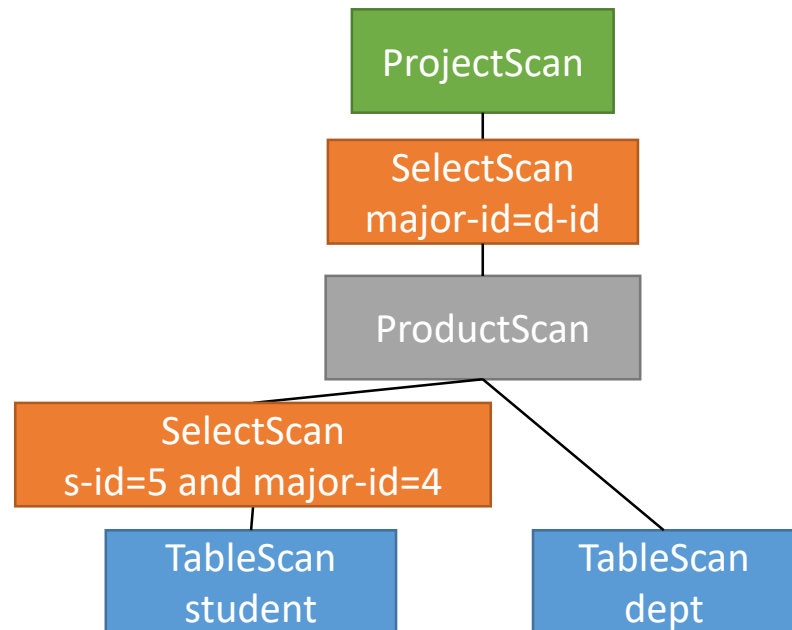 ProjectScan
SelectScan
major-id=d-id
ProductScan
SelectScan
s-id=5 and major-id=4
TableScan
student
TableScan
dept